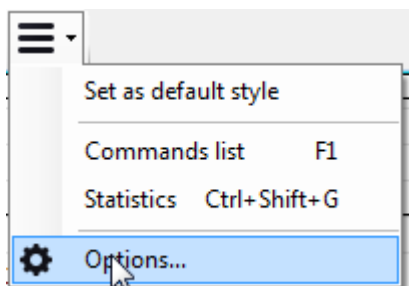 Set as default style
Commands list F1
Statistics Ctrl+Shift+G
Options...